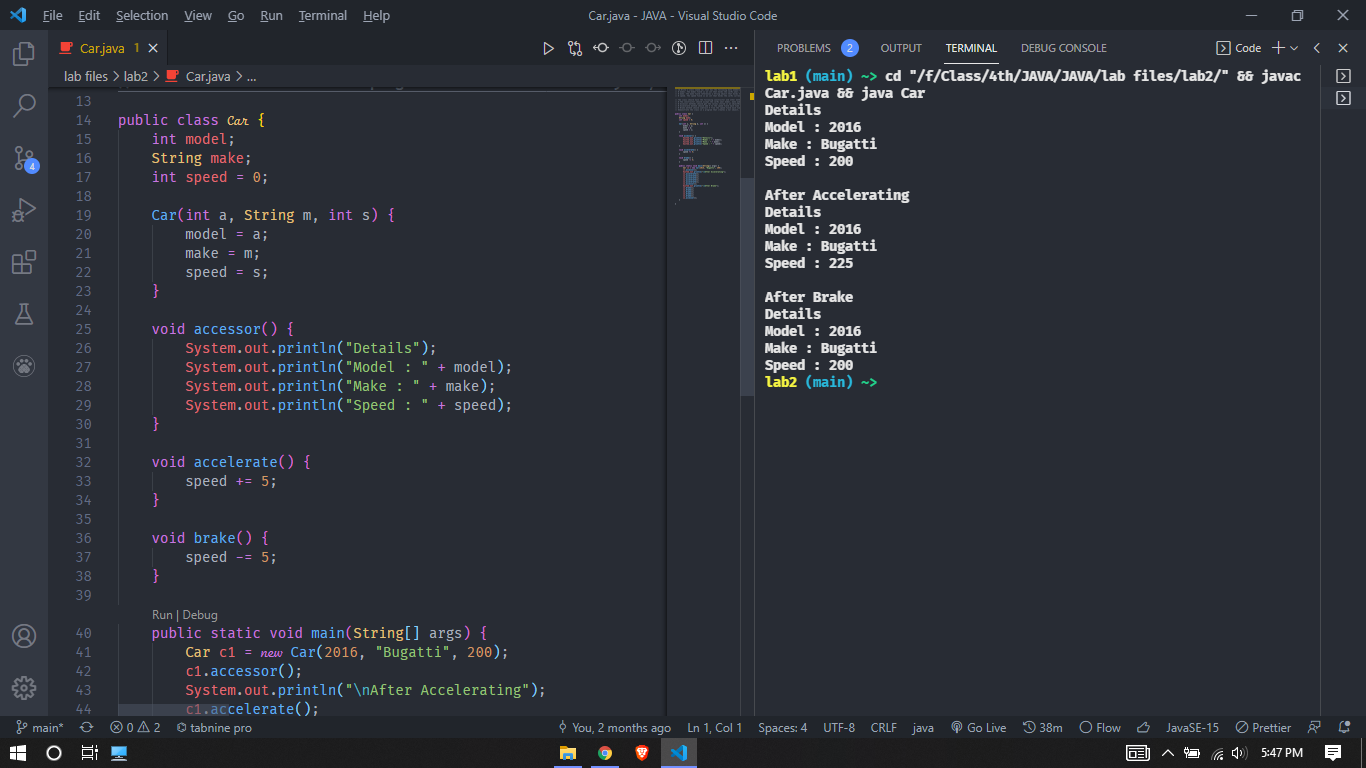 File Edit Selection View Go Run Terminal Help
Car.java - JAVA - Visual Studio Code
Car.java 1
lab files > lab2 > Car.java > ...
13
14 public class Car {
15 int model;
16 String make;
17 int speed = 0;
18
19 Car(int a, String m, int s) {
20 model = a;
21 make = m;
22 speed = s;
23 }
24
25 void accessor() {
26 System.out.println("Details");
27 System.out.println("Model : " + model);
28 System.out.println("Make : " + make);
29 System.out.println("Speed : " + speed);
30 }
31
32 void accelerate() {
33 speed += 5;
34 }
35
36 void brake() {
37 speed -= 5;
38 }
39
Run | Debug
40 public static void main(String[] args) {
41 Car c1 = new Car(2016, "Bugatti", 200);
42 c1.accessor();
43 System.out.println("\nAfter Accelerating");
44 c1.accelerate();
PROBLEMS 2 OUTPUT TERMINAL DEBUG CONSOLE
Code
lab1 (main) ~> cd "/f/Class/4th/JAVA/JAVA/lab files/lab2/" && javac
Car.java && java Car
Details
Model : 2016
Make : Bugatti
Speed : 200
After Accelerating
Details
Model : 2016
Make : Bugatti
Speed : 225
After Brake
Details
Model : 2016
Make : Bugatti
Speed : 200
lab2 (main) ~>
4
main* 0 2 tabnine pro You, 2 months ago Ln 1, Col 1 Spaces: 4 UTF-8 CRLF java Go Live 38m Flow JavaSE-15 Prettier
5:47 PM